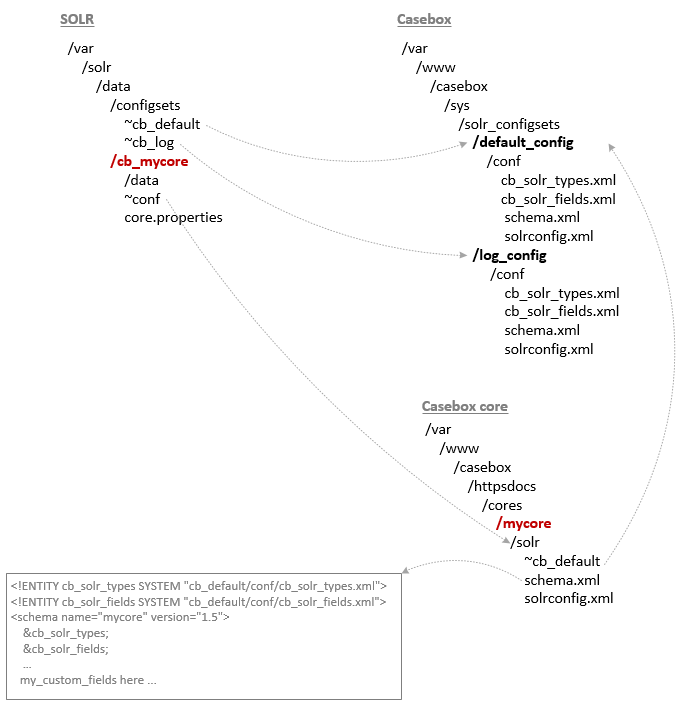 SOLR
/var
/solr
/data
/configsets
~cb_default
~cb_log
/cb_mycore
/data
~conf
core.properties
Casebox
/var
/www
/casebox
/sys
/solr_configsets
/default_config
/conf
cb_solr_types.xml
cb_solr_fields.xml
schema.xml
solrconfig.xml
/log_config
/conf
cb_solr_types.xml
cb_solr_fields.xml
schema.xml
solrconfig.xml
Casebox core
/var
/www
/casebox
/httpsdocs
/cores
/mycore
/solr
~cb_default
schema.xml
solrconfig.xml
<!ENTITY cb_solr_types SYSTEM "cb_default/conf/cb_solr_types.xml">
<!ENTITY cb_solr_fields SYSTEM "cb_default/conf/cb_solr_fields.xml">
<schema name="mycore" version="1.5">
&cb_solr_types;
&cb_solr_fields;
...
my_custom_fields here ...